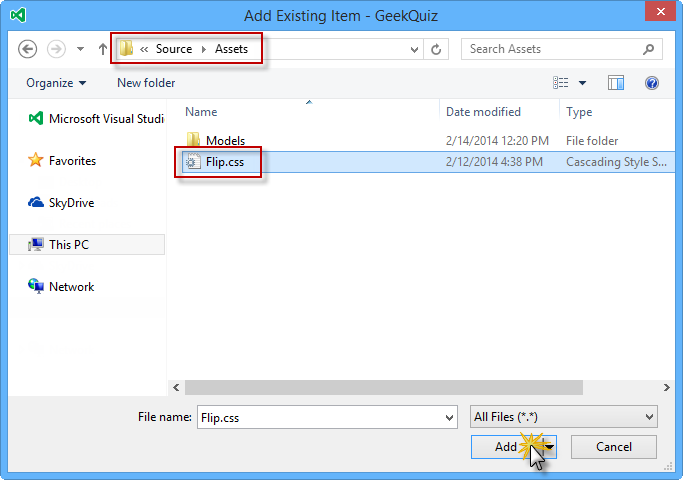 Add Existing Item - GeekQuiz
« Source Assets
Search Assets
Organize New folder
Name Date modified Type
Microsoft Visual Studi
Favorites
SkyDrive
This PC
Network
Models 2/14/2014 12:20 PM File folder
Flip.css 2/12/2014 4:38 PM Cascading Style S...
File name: Flip.css All Files (*.*)
Add Cancel